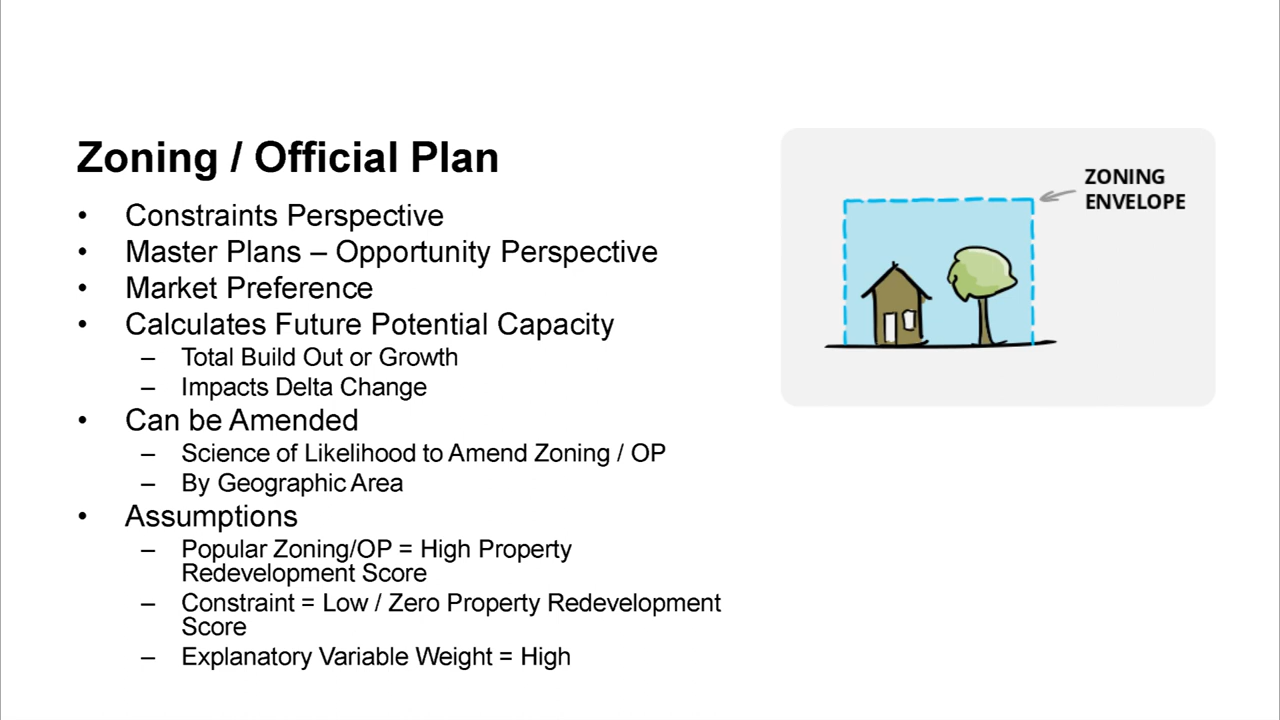 Zoning / Official Plan
• Constraints Perspective
• Master Plans – Opportunity Perspective
• Market Preference
• Calculates Future Potential Capacity
– Total Build Out or Growth
– Impacts Delta Change
• Can be Amended
– Science of Likelihood to Amend Zoning / OP
– By Geographic Area
• Assumptions
– Popular Zoning/OP = High Property
Redevelopment Score
– Constraint = Low / Zero Property Redevelopment
Score
– Explanatory Variable Weight = High
ZONING
ENVELOPE